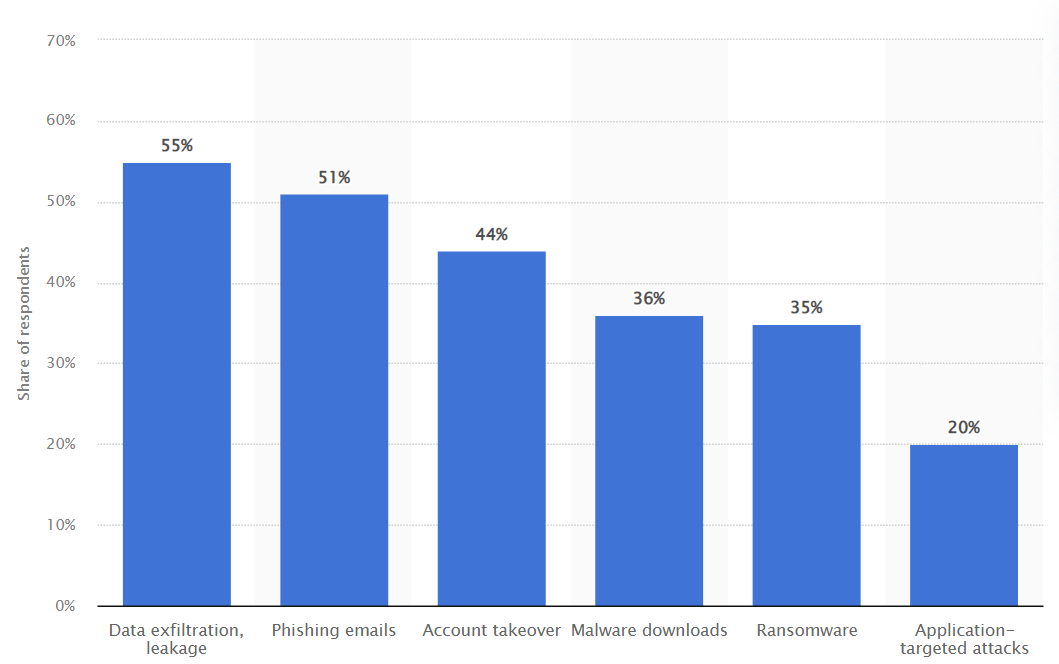 70%
60%
50%
40%
30%
20%
10%
0%
Share of respondents
55%
51%
44%
36%
35%
20%
Data exfiltration,
leakage
Phishing emails
Account takeover
Malware downloads
Ransomware
Application-
targeted attacks